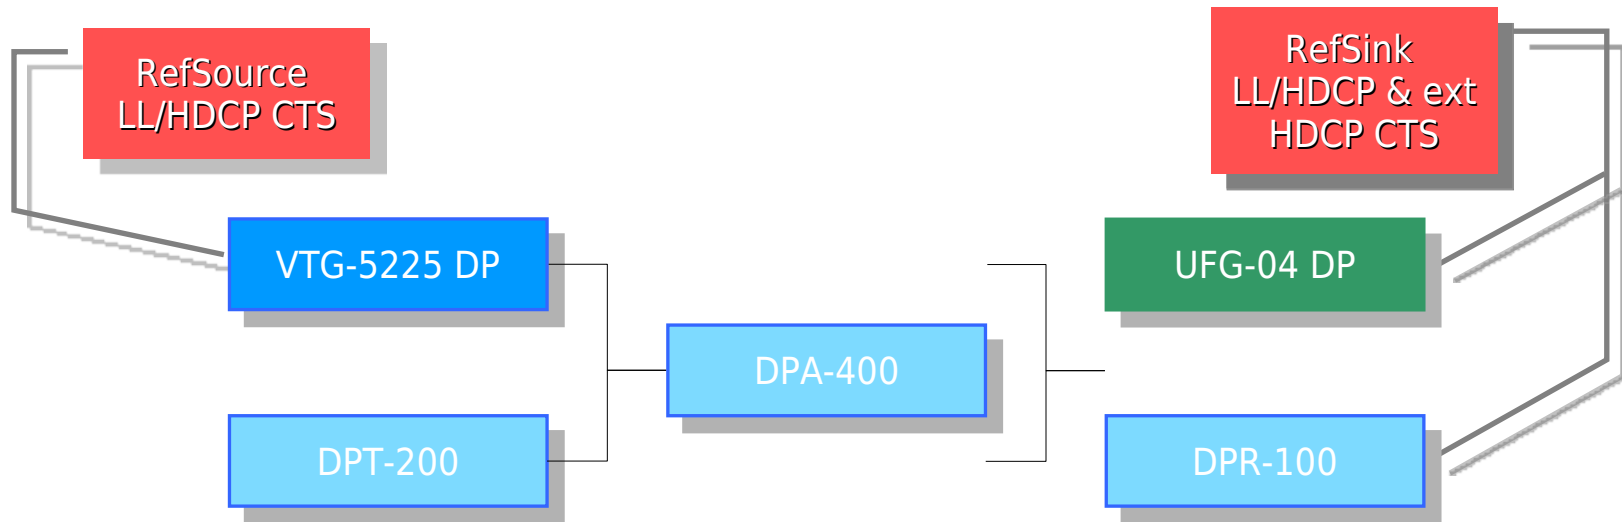 RefSource
LL/HDCP CTS
RefSink
LL/HDCP & ext
HDCP CTS
VTG-5225 DP
UFG-04 DP
DPA-400
DPT-200
DPR-100